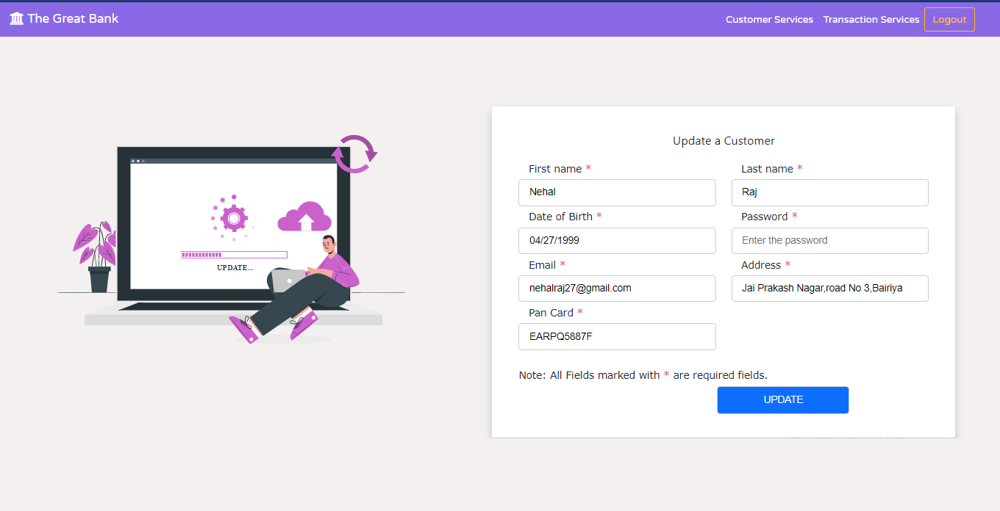 The Great Bank
Customer Services Transaction Services Logout
UPDATE...
Update a Customer
First name * Last name *
Nehal Raj
Date of Birth * Password *
04/27/1999 Enter the password
Email * Address *
nehalraj27@gmail.com Jai Prakash Nagar,road No 3,Bairiya
Pan Card *
EARPQ5887F
Note: All Fields marked with * are required fields.
UPDATE